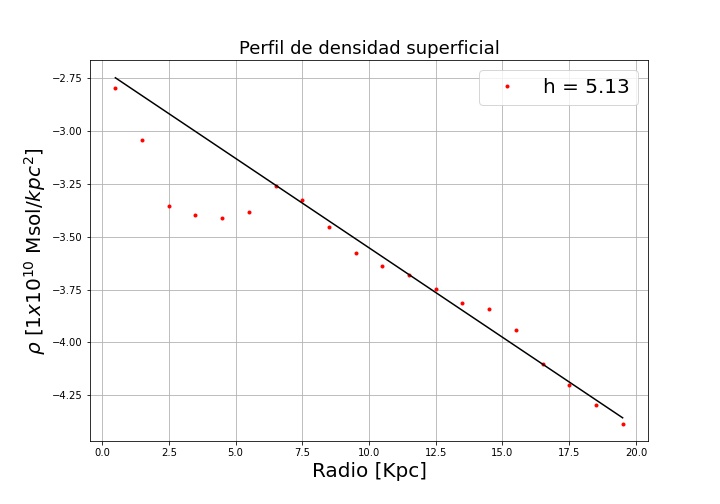 Perfil de densidad superficial
h = 5.13
−2.75
−3.00
−3.25
−3.50
−3.75
−4.00
−4.25
ρ [1x10¹⁰ Msol/kpc²]
0.0 2.5 5.0 7.5 10.0 12.5 15.0 17.5 20.0
Radio [Kpc]